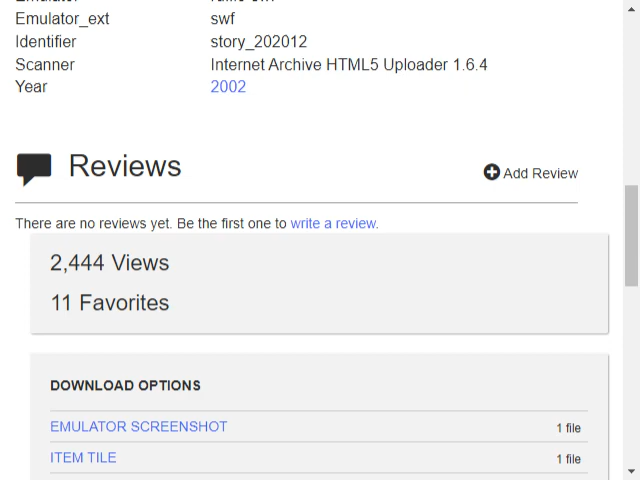 Emulator_ext swf
Identifier story_202012
Scanner Internet Archive HTML5 Uploader 1.6.4
Year 2002
Reviews
Add Review
There are no reviews yet. Be the first one to write a review.
2,444 Views
11 Favorites
DOWNLOAD OPTIONS
EMULATOR SCREENSHOT 1 file
ITEM TILE 1 file